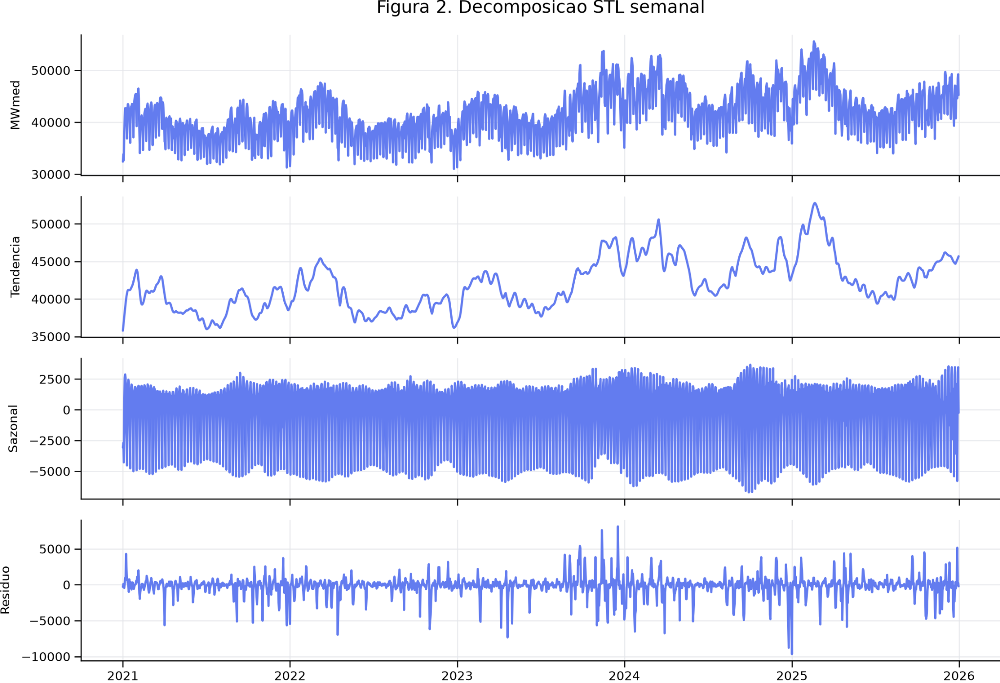 Figura 2. Decomposicao STL semanal
MWmed
50000
40000
30000
Tendencia
50000
45000
40000
35000
Sazonal
2500
0
−2500
−5000
Residuo
5000
0
−5000
−10000
2021 2022 2023 2024 2025 2026